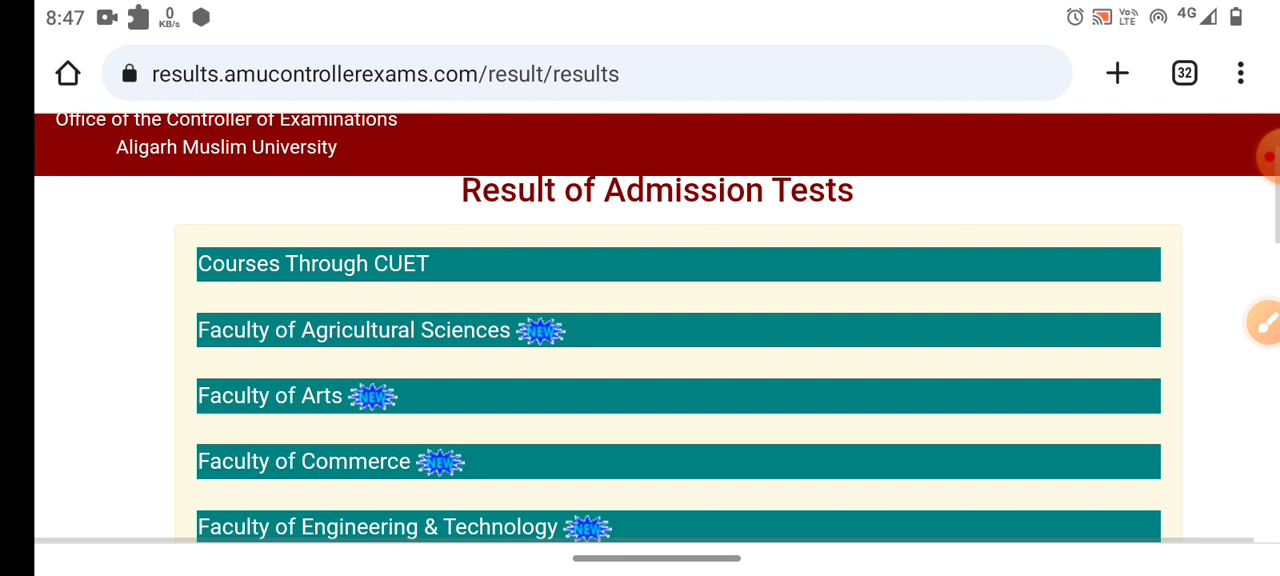 8:47
0
KB/s
Vo
LTE
4G
results.amucontrollerexams.com/result/results
32
Office of the Controller of Examinations
Aligarh Muslim University
Result of Admission Tests
Courses Through CUET
Faculty of Agricultural Sciences NEW
Faculty of Arts NEW
Faculty of Commerce NEW
Faculty of Engineering & Technology NEW